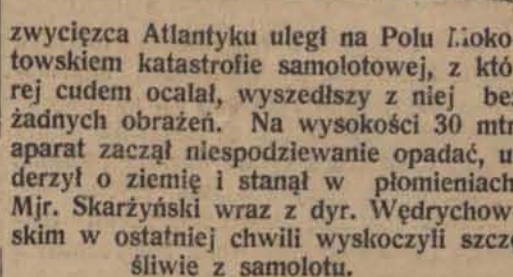 zwycięzca Atlantyku uległ na Polu Moko
towskiem katastrofie samolotowej, z któ
rej cudem ocalał, wyszedłszy z niej bez
żadnych obrażeń. Na wysokości 30 mtr
aparat zaczął niespodziewanie opadać, u
derzył o ziemię i stanął w płomieniach
Mjr. Skarżyński wraz z dyr. Wędrychow
skim w ostatniej chwili wyskoczyli szczę
śliwie z samolotu.